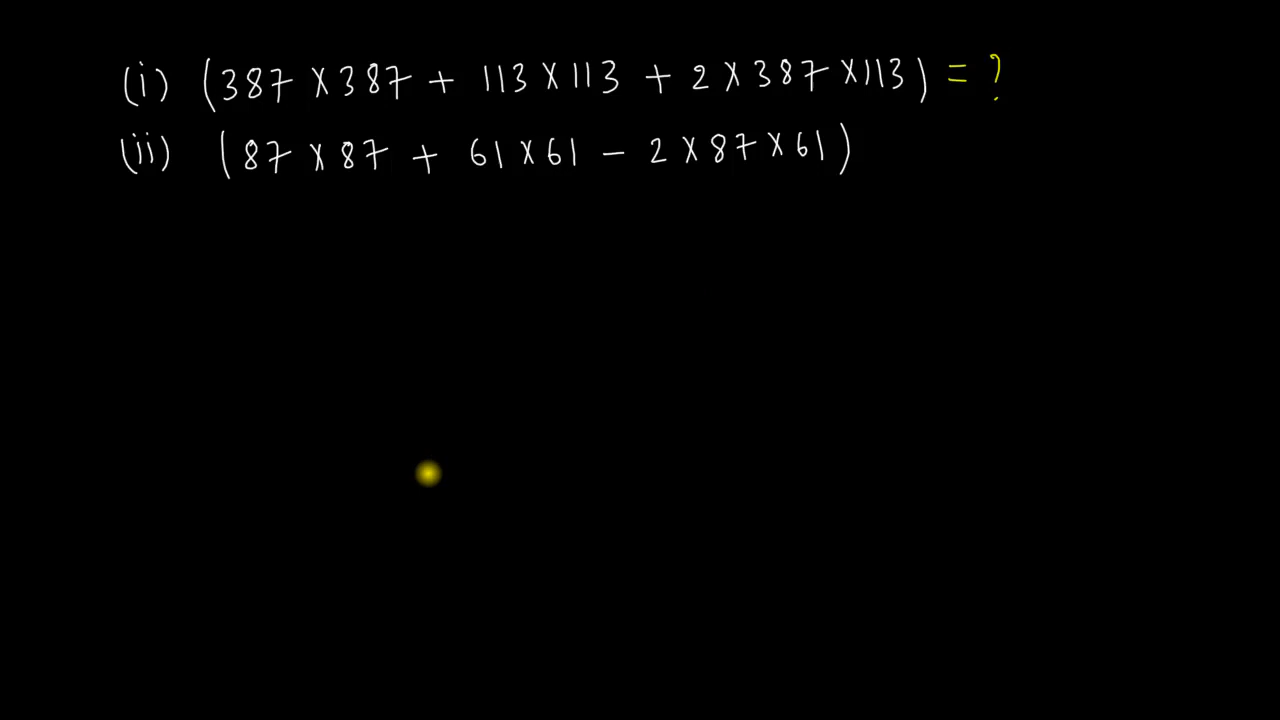 (i) (387 × 387 + 113 × 113 + 2 × 387 × 113) = ?
(ii) (87 × 87 + 61 × 61 − 2 × 87 × 61)